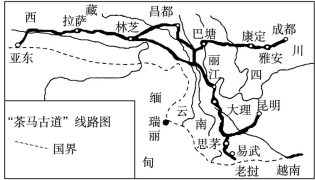 西
藏
昌都
拉萨
林芝
巴塘
康定
成都
亚东
雅安
川
丽
江
四
缅
云
大理
昆明
瑞
丽
南
思茅
易武
甸
老挝
越南
“茶马古道”线路图
国界